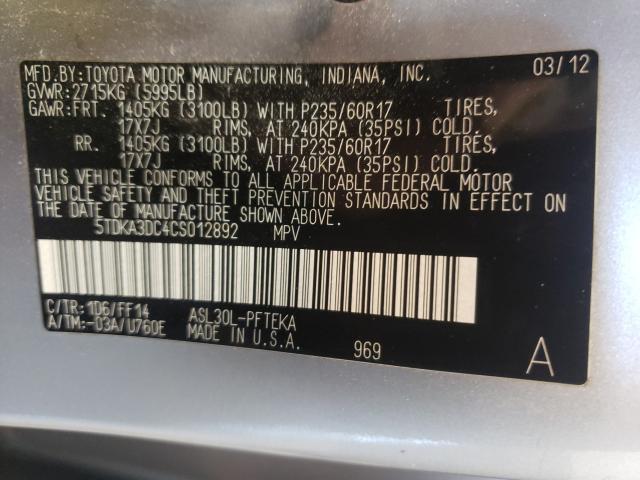 MFD.BY:TOYOTA MOTOR MANUFACTURING, INDIANA, INC. 03/12
GVWR:2715KG (5995LB)
GAWR:FRT. 1405KG (3100LB) WITH P235/60R17 TIRES,
17X7J RIMS, AT 240KPA (35PSI) COLD.
RR. 1405KG (3100LB) WITH P235/60R17 TIRES,
17X7J RIMS, AT 240KPA (35PSI) COLD.
THIS VEHICLE CONFORMS TO ALL APPLICABLE FEDERAL MOTOR
VEHICLE SAFETY AND THEFT PREVENTION STANDARDS IN EFFECT ON
THE DATE OF MANUFACTURE SHOWN ABOVE.
5TDKA3DC4CS012892 MPV
C/TR:1D6/FF14 ASL30L-PFTEKA
A/TM:-03A/U760E MADE IN U.S.A.
969 A